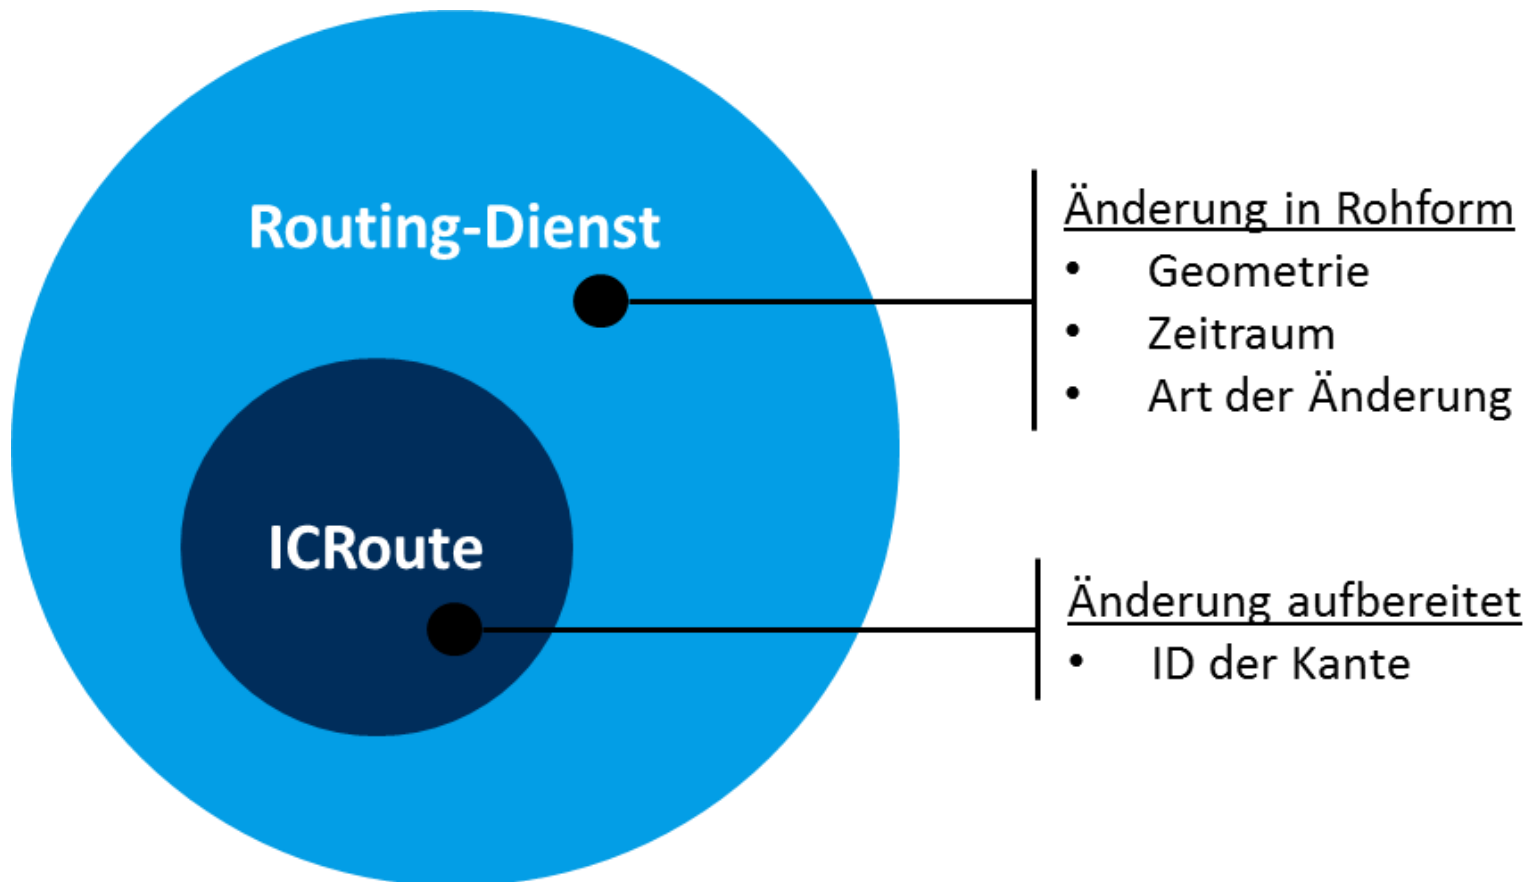 Routing-Dienst
ICRoute
Änderung in Rohform
• Geometrie
• Zeitraum
• Art der Änderung
Änderung aufbereitet
• ID der Kante